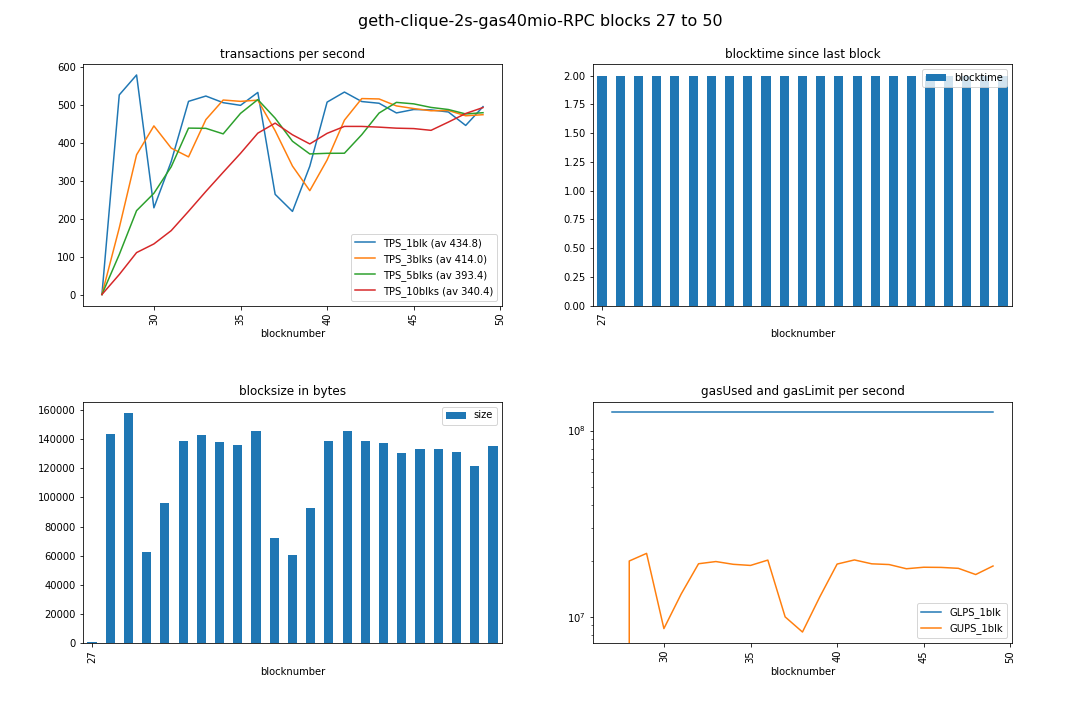 geth-clique-2s-gas40mio-RPC blocks 27 to 50
transactions per second
600
500
400
300
200
100
0
30
35
40
45
50
blocknumber
TPS_1blk (av 434.8)
TPS_3blks (av 414.0)
TPS_5blks (av 393.4)
TPS_10blks (av 340.4)
blocktime since last block
2.00
1.75
1.50
1.25
1.00
0.75
0.50
0.25
0.00
27
blocknumber
blocktime
blocksize in bytes
160000
140000
120000
100000
80000
60000
40000
20000
0
27
blocknumber
size
gasUsed and gasLimit per second
10⁸
10⁷
30
35
40
45
50
blocknumber
GLPS_1blk
GUPS_1blk